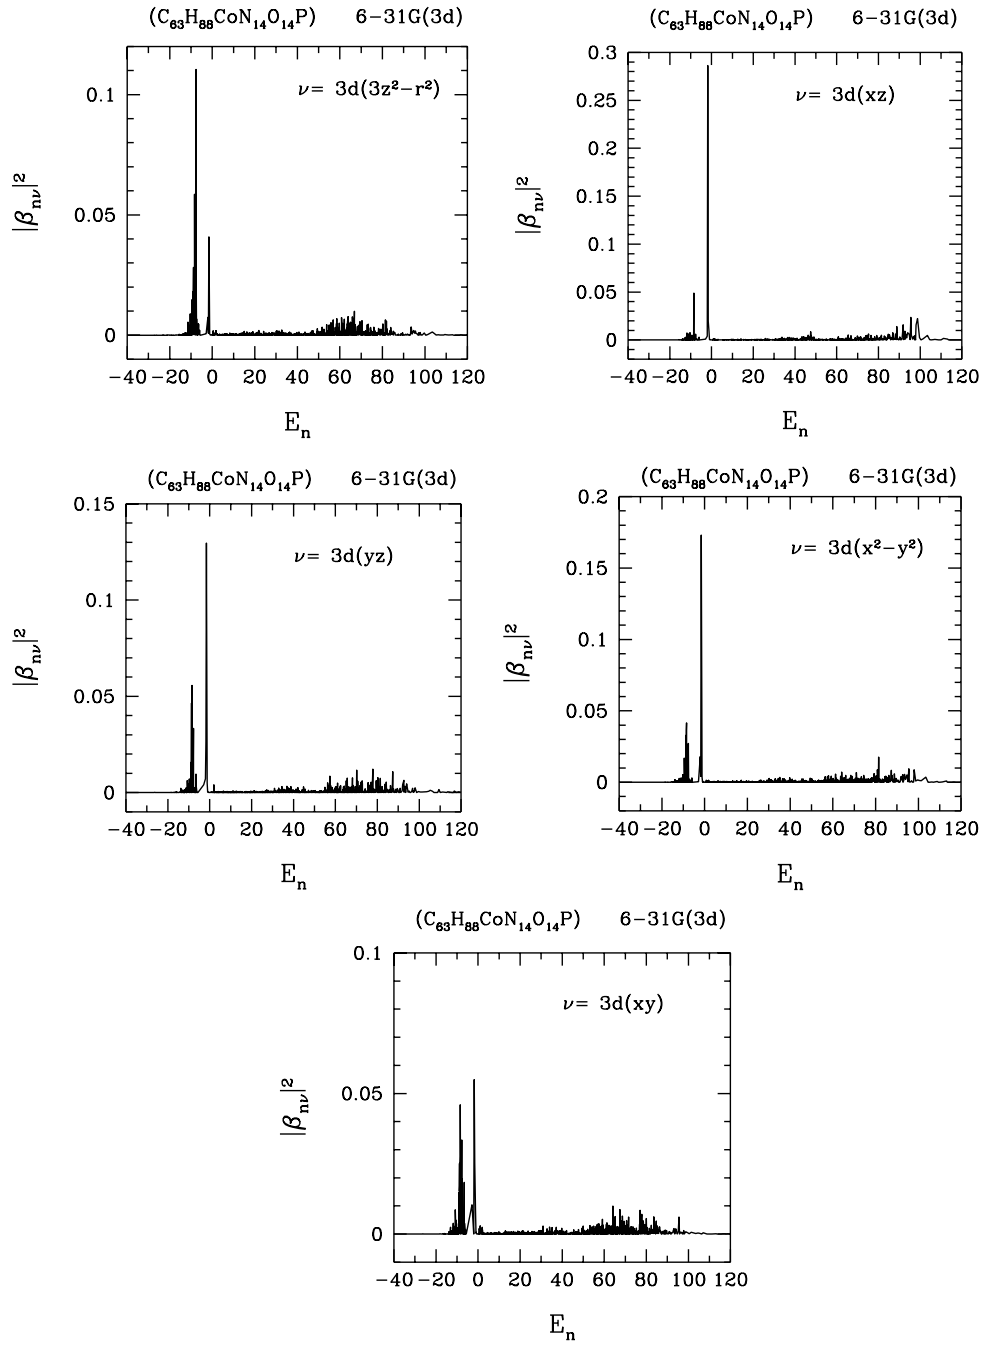 (C₆₃H₈₈CoN₁₄O₁₄P) 6−31G(3d)
ν= 3d(3z²−r²)
|βnν|²
0.1
0.05
0
−40 −20 0 20 40 60 80 100 120
Eₙ
(C₆₃H₈₈CoN₁₄O₁₄P) 6−31G(3d)
ν= 3d(xz)
|βnν|²
0.3
0.25
0.2
0.15
0.1
0.05
0
−40 −20 0 20 40 60 80 100 120
Eₙ
(C₆₃H₈₈CoN₁₄O₁₄P) 6−31G(3d)
ν= 3d(yz)
|βnν|²
0.15
0.1
0.05
0
−40 −20 0 20 40 60 80 100 120
Eₙ
(C₆₃H₈₈CoN₁₄O₁₄P) 6−31G(3d)
ν= 3d(x²−y²)
|βnν|²
0.2
0.15
0.1
0.05
0
−40 −20 0 20 40 60 80 100 120
Eₙ
(C₆₃H₈₈CoN₁₄O₁₄P) 6−31G(3d)
ν= 3d(xy)
|βnν|²
0.1
0.05
0
−40 −20 0 20 40 60 80 100 120
Eₙ